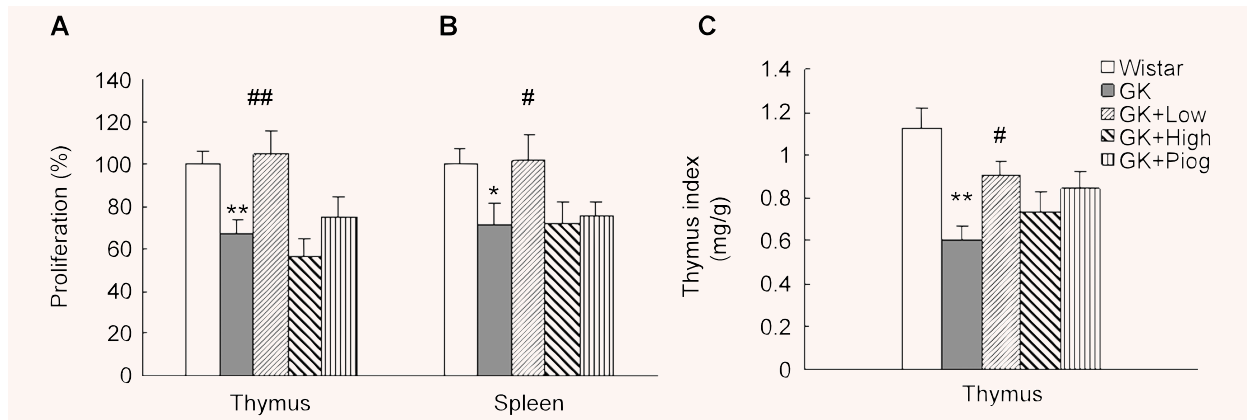 A
B
C
Proliferation (%)
140
120
100
80
60
40
20
0
##
**
Thymus
#
*
Spleen
Thymus index
(mg/g)
1.4
1.2
1
0.8
0.6
0.4
0.2
0
#
**
Thymus
Wistar
GK
GK+Low
GK+High
GK+Piog